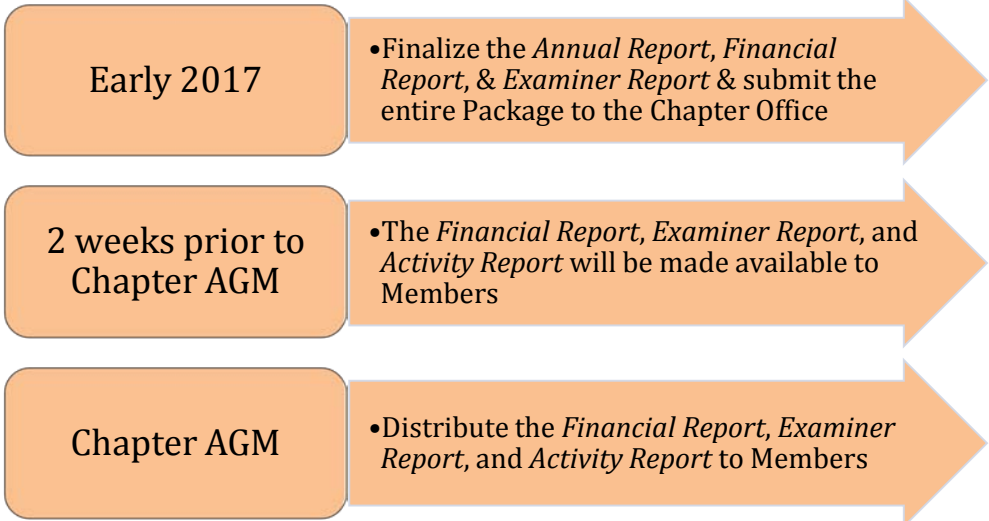 Early 2017
•Finalize the Annual Report, Financial
Report, & Examiner Report & submit the
entire Package to the Chapter Office
2 weeks prior to
Chapter AGM
•The Financial Report, Examiner Report, and
Activity Report will be made available to
Members
Chapter AGM
•Distribute the Financial Report, Examiner
Report, and Activity Report to Members